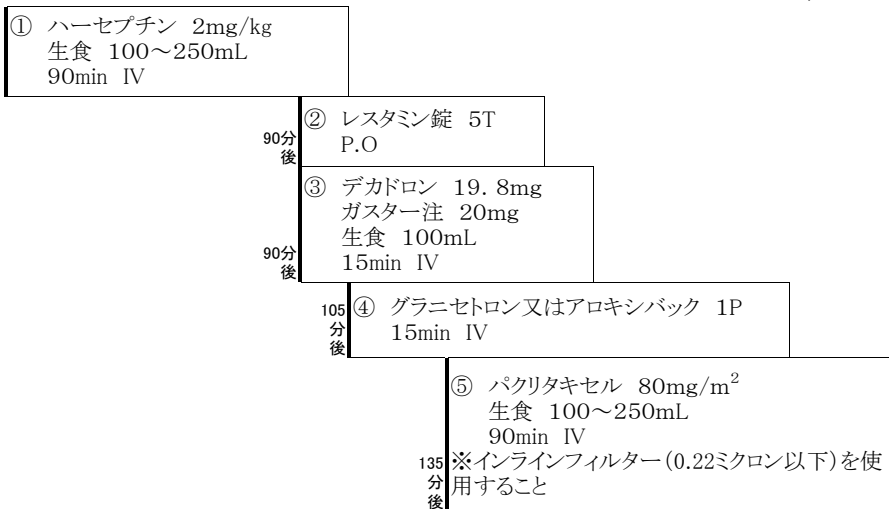 ① ハーセプチン 2mg/kg
生食 100～250mL
90min IV
90分
後
② レスタミン錠 5T
P.O
90分
後
③ デカドロン 19.8mg
ガスター注 20mg
生食 100mL
15min IV
105
分
後
④ グラニセトロン又はアロキシバック 1P
15min IV
135
分
後
⑤ パクリタキセル 80mg/m²
生食 100～250mL
90min IV
※インラインフィルター（0.22ミクロン以下）を使
用すること